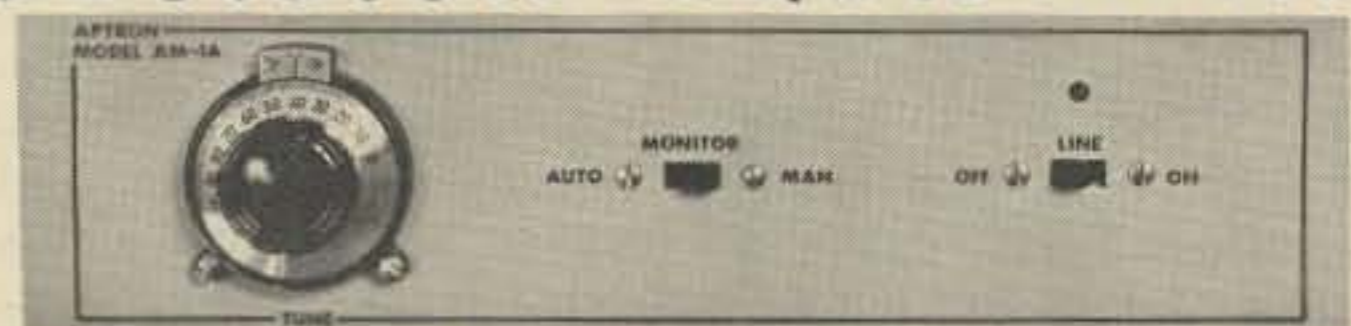 APTRON
MODEL AM-1A
MONITOR
AUTO MAN
LINE
OFF ON
TUNE